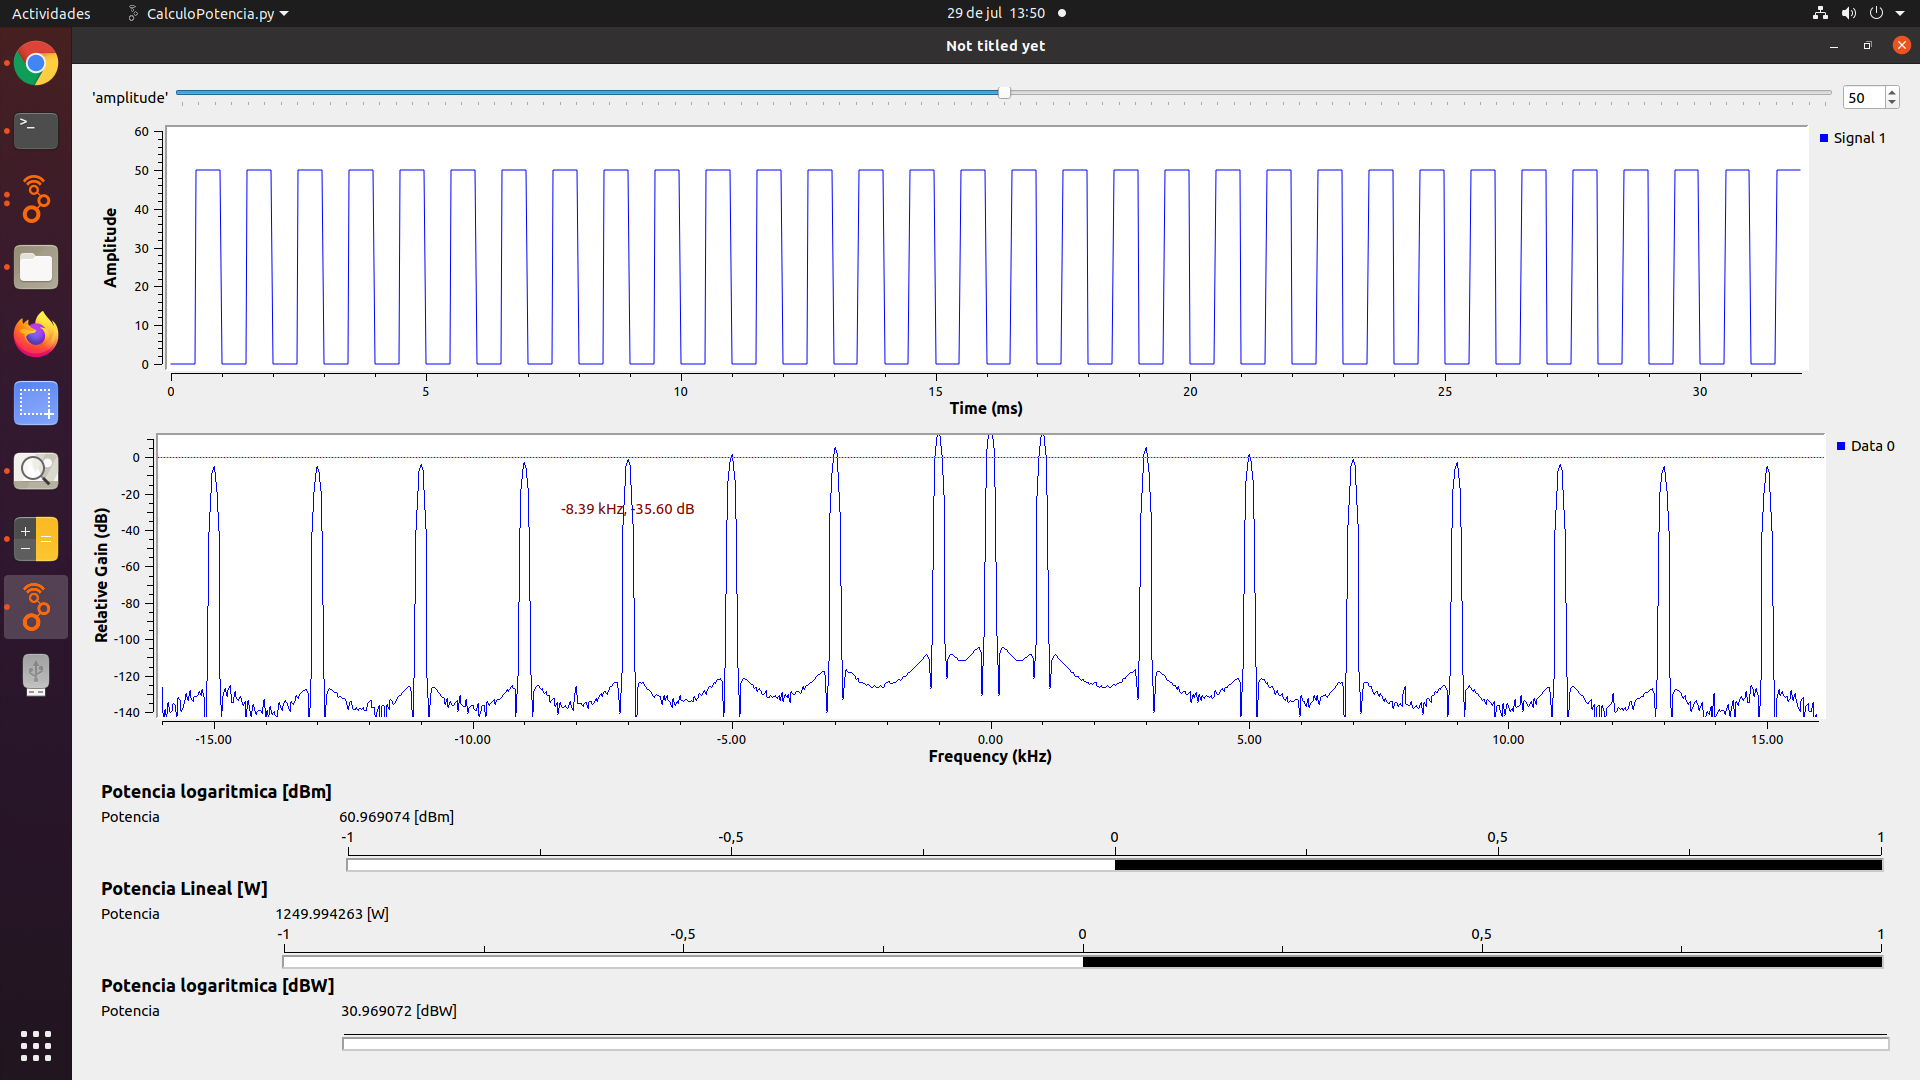 Actividades CalculoPotencia.py 29 de jul 13:50
Not titled yet
'amplitude' 50
60
50
40
30
20
10
0
Amplitude
0 5 10 15 20 25 30
Time (ms)
Signal 1
0
-20
-40
-60
-80
-100
-120
-140
Relative Gain (dB)
-8.39 kHz, -35.60 dB
-15.00 -10.00 -5.00 0.00 5.00 10.00 15.00
Frequency (kHz)
Data 0
Potencia logaritmica [dBm]
Potencia 60.969074 [dBm]
-1 -0,5 0 0,5 1
Potencia Lineal [W]
Potencia 1249.994263 [W]
-1 -0,5 0 0,5 1
Potencia logaritmica [dBW]
Potencia 30.969072 [dBW]